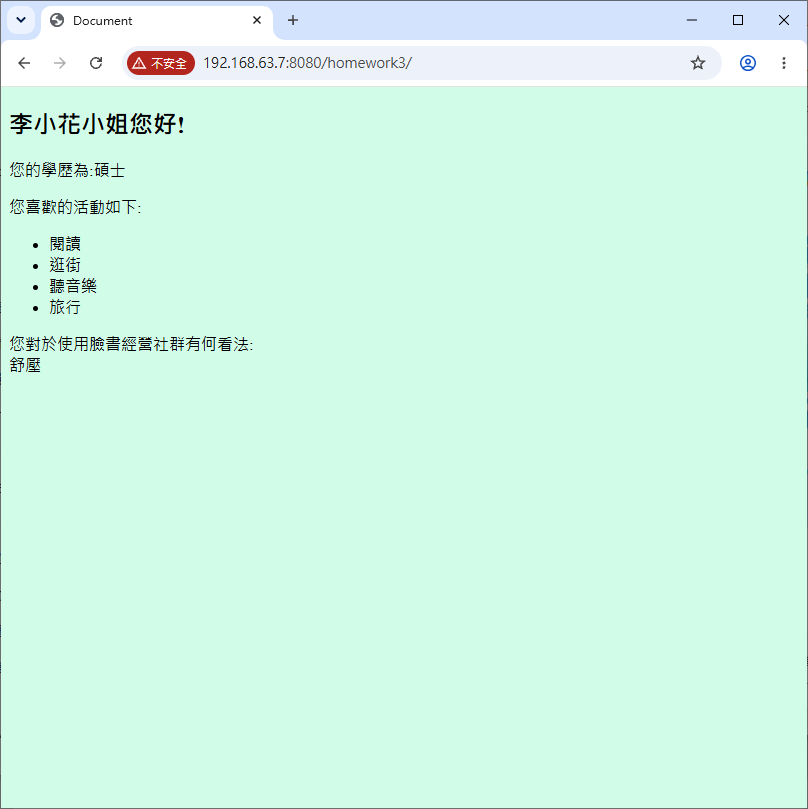 Document
不安全
192.168.63.7:8080/homework3/
李小花小姐您好!
您的學歷為:碩士
您喜歡的活動如下:
閱讀
逛街
聽音樂
旅行
您對於使用臉書經營社群有何看法:
舒壓